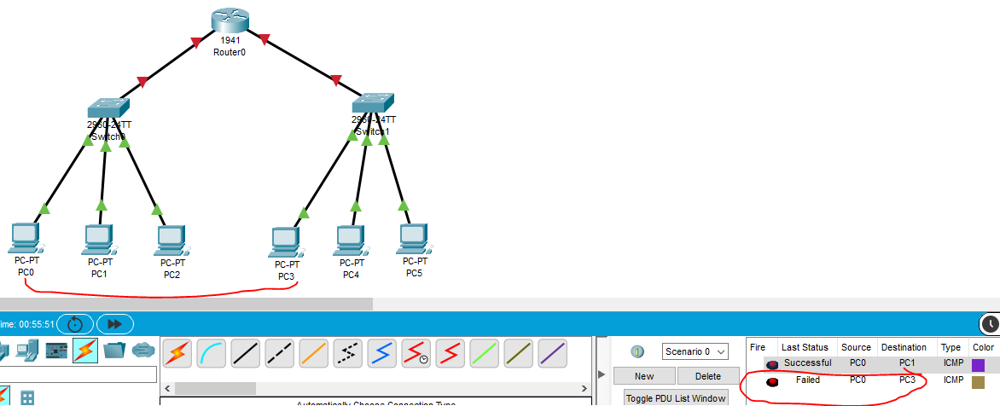 1941
Router0
2950-24TT
Switch0
2950-24TT
Switch1
PC-PT
PC0
PC-PT
PC1
PC-PT
PC2
PC-PT
PC3
PC-PT
PC4
PC-PT
PC5
ime: 00:55:51
Scenario 0
New Delete
Toggle PDU List Window
Fire Last Status Source Destination Type Color
Successful PC0 PC1 ICMP
Failed PC0 PC3 ICMP
Automatically Choose Connection Type